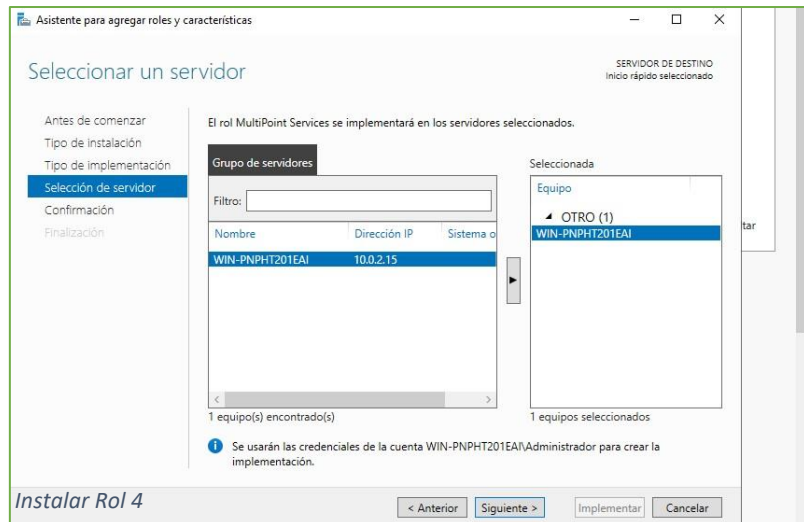 Asistente para agregar roles y características
Seleccionar un servidor
SERVIDOR DE DESTINO
Inicio rápido seleccionado
Antes de comenzar
Tipo de instalación
Tipo de implementación
Selección de servidor
Confirmación
Finalización
El rol MultiPoint Services se implementará en los servidores seleccionados.
Grupo de servidores
Filtro:
Nombre Dirección IP Sistema o
WIN-PNPHT201EAI 10.0.2.15
1 equipo(s) encontrado(s)
Seleccionada
Equipo
OTRO (1)
WIN-PNPHT201EAI
1 equipos seleccionados
Se usarán las credenciales de la cuenta WIN-PNPHT201EAI\Administrador para crear la
implementación.
tar
Instalar Rol 4
< Anterior Siguiente > Implementar Cancelar